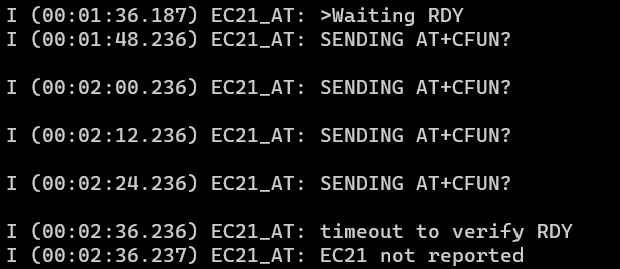 I (00:01:36.187) EC21_AT: >Waiting RDY
I (00:01:48.236) EC21_AT: SENDING AT+CFUN?
I (00:02:00.236) EC21_AT: SENDING AT+CFUN?
I (00:02:12.236) EC21_AT: SENDING AT+CFUN?
I (00:02:24.236) EC21_AT: SENDING AT+CFUN?
I (00:02:36.236) EC21_AT: timeout to verify RDY
I (00:02:36.237) EC21_AT: EC21 not reported